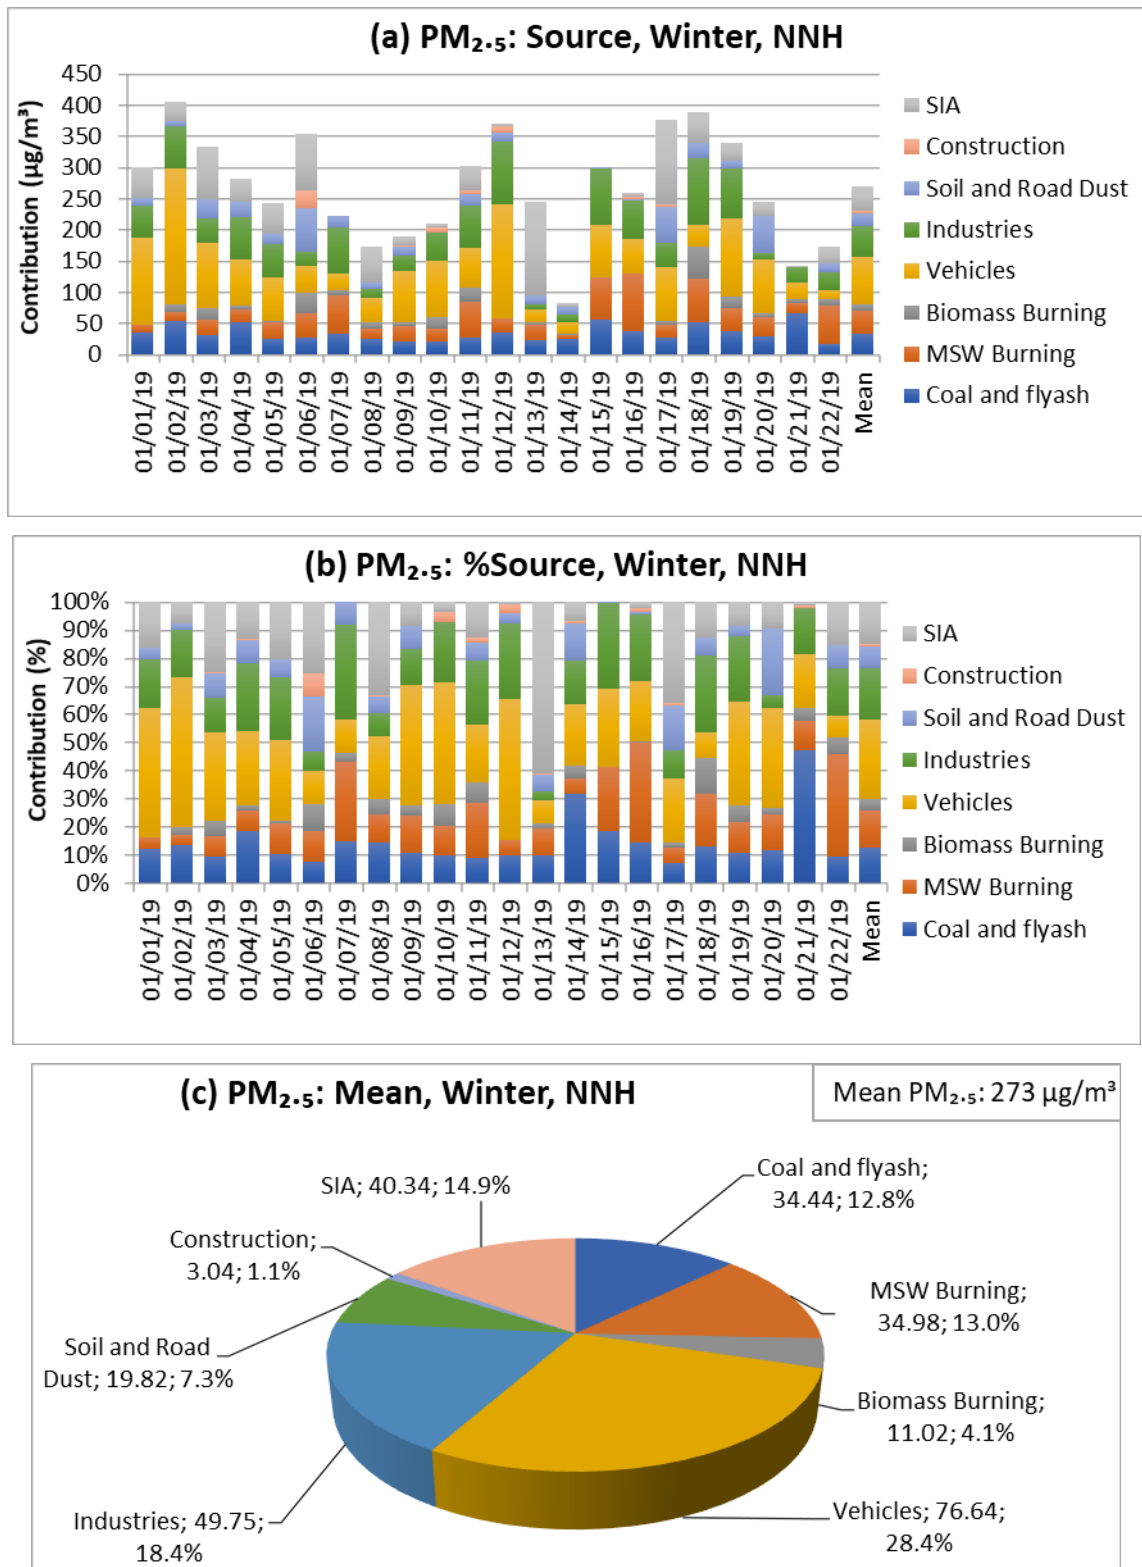 (a) PM₂.₅: Source, Winter, NNH
Contribution (µg/m³)
450
400
350
300
250
200
150
100
50
0
01/01/19
01/02/19
01/03/19
01/04/19
01/05/19
01/06/19
01/07/19
01/08/19
01/09/19
01/10/19
01/11/19
01/12/19
01/13/19
01/14/19
01/15/19
01/16/19
01/17/19
01/18/19
01/19/19
01/20/19
01/21/19
01/22/19
Mean
SIA
Construction
Soil and Road Dust
Industries
Vehicles
Biomass Burning
MSW Burning
Coal and flyash
(b) PM₂.₅: %Source, Winter, NNH
Contribution (%)
100%
90%
80%
70%
60%
50%
40%
30%
20%
10%
0%
01/01/19
01/02/19
01/03/19
01/04/19
01/05/19
01/06/19
01/07/19
01/08/19
01/09/19
01/10/19
01/11/19
01/12/19
01/13/19
01/14/19
01/15/19
01/16/19
01/17/19
01/18/19
01/19/19
01/20/19
01/21/19
01/22/19
Mean
SIA
Construction
Soil and Road Dust
Industries
Vehicles
Biomass Burning
MSW Burning
Coal and flyash
(c) PM₂.₅: Mean, Winter, NNH
Mean PM₂.₅: 273 µg/m³
Coal and flyash;
34.44; 12.8%
SIA; 40.34; 14.9%
Construction;
3.04; 1.1%
MSW Burning;
34.98; 13.0%
Soil and Road
Dust; 19.82; 7.3%
Biomass Burning;
11.02; 4.1%
Industries; 49.75;
18.4%
Vehicles; 76.64;
28.4%